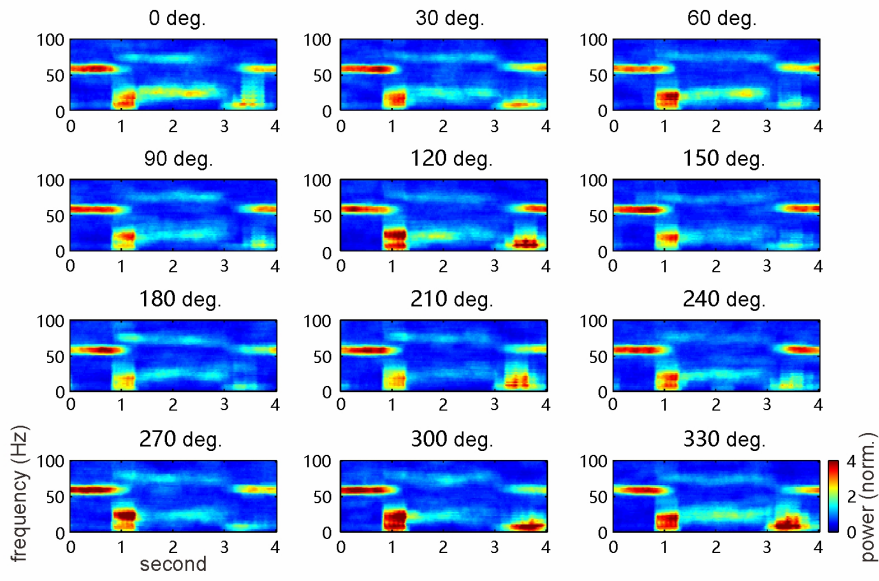 0 deg. 30 deg. 60 deg.
100 100 100
50 50 50
0 0 0
0 1 2 3 4 0 1 2 3 4 0 1 2 3 4
90 deg. 120 deg. 150 deg.
100 100 100
50 50 50
0 0 0
0 1 2 3 4 0 1 2 3 4 0 1 2 3 4
180 deg. 210 deg. 240 deg.
100 100 100
50 50 50
0 0 0
0 1 2 3 4 0 1 2 3 4 0 1 2 3 4
270 deg. 300 deg. 330 deg.
100 100 100 4
50 50 50 2
0 0 0 0
0 1 2 3 4 0 1 2 3 4 0 1 2 3 4
frequency (Hz)
second
power (norm.)